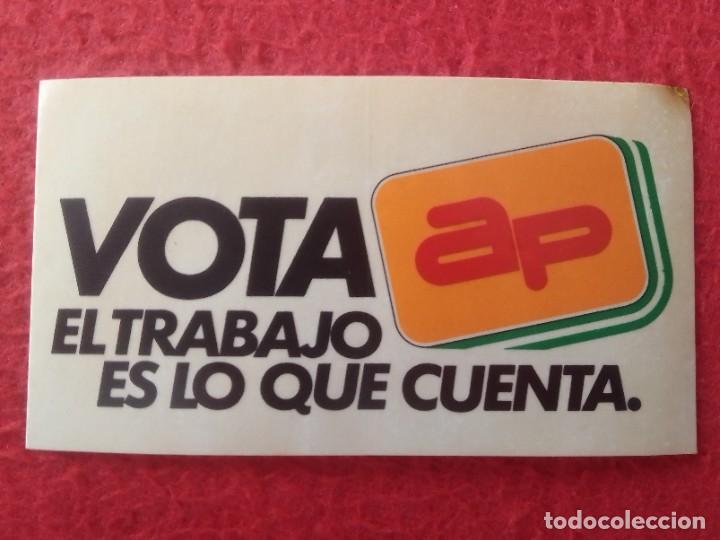 VOTA ap
EL TRABAJO
ES LO QUE CUENTA.
todocoleccion